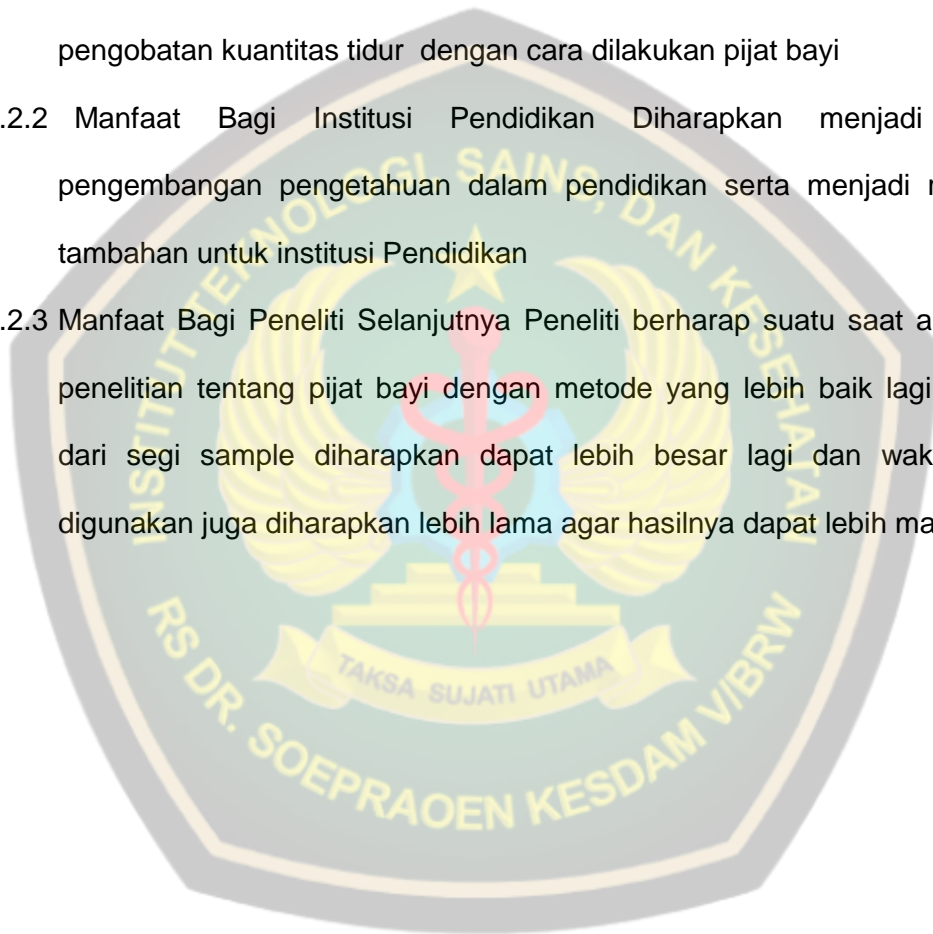 pengobatan kuantitas tidur dengan cara dilakukan pijat bayi
.2.2 Manfaat Bagi Institusi Pendidikan Diharapkan menjadi
pengembangan pengetahuan dalam pendidikan serta menjadi
tambahan untuk institusi Pendidikan
.2.3 Manfaat Bagi Peneliti Selanjutnya Peneliti berharap suatu saat a
penelitian tentang pijat bayi dengan metode yang lebih baik lagi
dari segi sample diharapkan dapat lebih besar lagi dan wak
digunakan juga diharapkan lebih lama agar hasilnya dapat lebih ma
INSTITUT TEKNOLOGI, SAINS, DAN KESEHATAN
TAKSA SUJATI UTAMA
RS DR. SOEPRAOEN KESDAM V/BRW